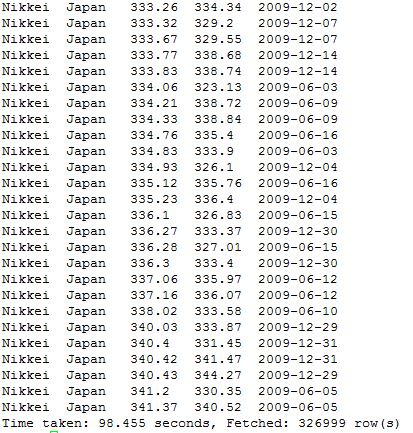 Nikkei  Japan   333.26  334.34  2009-12-02
Nikkei  Japan   333.32  329.2   2009-12-07
Nikkei  Japan   333.67  329.55  2009-12-07
Nikkei  Japan   333.77  338.68  2009-12-14
Nikkei  Japan   333.83  338.74  2009-12-14
Nikkei  Japan   334.06  323.13  2009-06-03
Nikkei  Japan   334.21  338.72  2009-06-09
Nikkei  Japan   334.33  338.84  2009-06-09
Nikkei  Japan   334.76  335.4   2009-06-16
Nikkei  Japan   334.83  333.9   2009-06-03
Nikkei  Japan   334.93  326.1   2009-12-04
Nikkei  Japan   335.12  335.76  2009-06-16
Nikkei  Japan   335.23  336.4   2009-12-04
Nikkei  Japan   336.1   326.83  2009-06-15
Nikkei  Japan   336.27  333.37  2009-12-30
Nikkei  Japan   336.28  327.01  2009-06-15
Nikkei  Japan   336.3   333.4   2009-12-30
Nikkei  Japan   337.06  335.97  2009-06-12
Nikkei  Japan   337.16  336.07  2009-06-12
Nikkei  Japan   338.02  333.58  2009-06-10
Nikkei  Japan   340.03  333.87  2009-12-29
Nikkei  Japan   340.4   331.45  2009-12-31
Nikkei  Japan   340.42  341.47  2009-12-31
Nikkei  Japan   340.43  344.27  2009-12-29
Nikkei  Japan   341.2   330.35  2009-06-05
Nikkei  Japan   341.37  340.52  2009-06-05
Time taken: 98.455 seconds, Fetched: 326999 row(s)